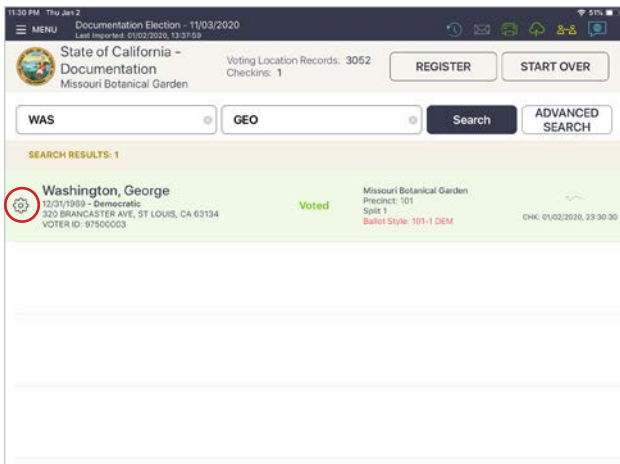 11:30 PM Thu Jan 2
51%
MENU
Documentation Election - 11/03/2020
Last Imported: 01/02/2020, 13:37:59
State of California -
Documentation
Missouri Botanical Garden
Voting Location Records: 3052
Checkins: 1
REGISTER
START OVER
WAS
GEO
Search
ADVANCED
SEARCH
SEARCH RESULTS: 1
Washington, George
12/31/1969 - Democratic
320 BRANCASTER AVE, ST LOUIS, CA 63134
VOTER ID: 97500003
Voted
Missouri Botanical Garden
Precinct: 101
Split 1
Ballot Style: 101-1 DEM
CHK: 01/02/2020, 23:30:30